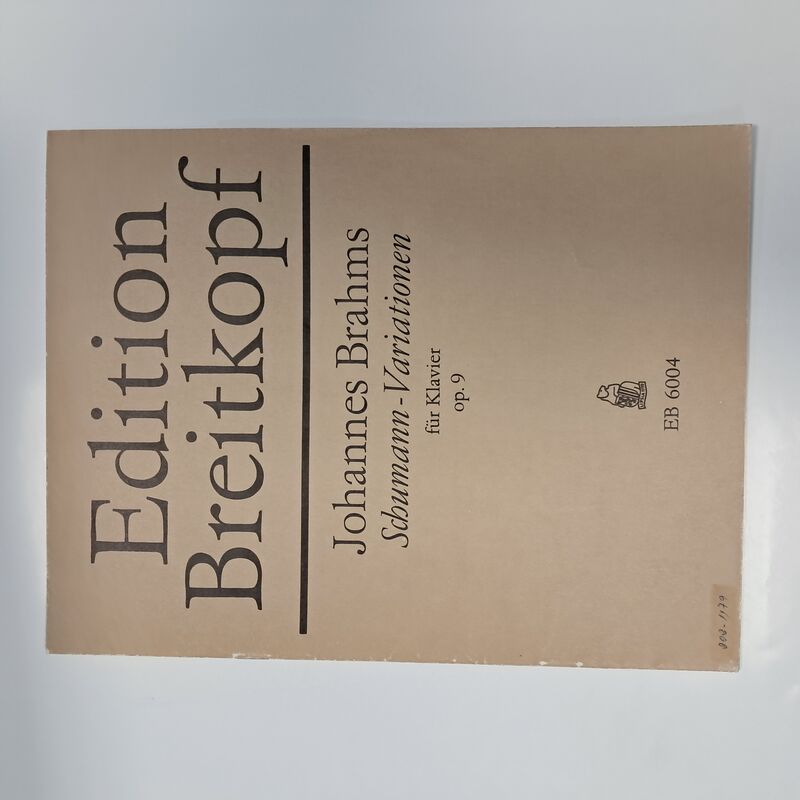 Edition
Breitkopf
Johannes Brahms
Schumann-Variationen
für Klavier
op. 9
EB 6004